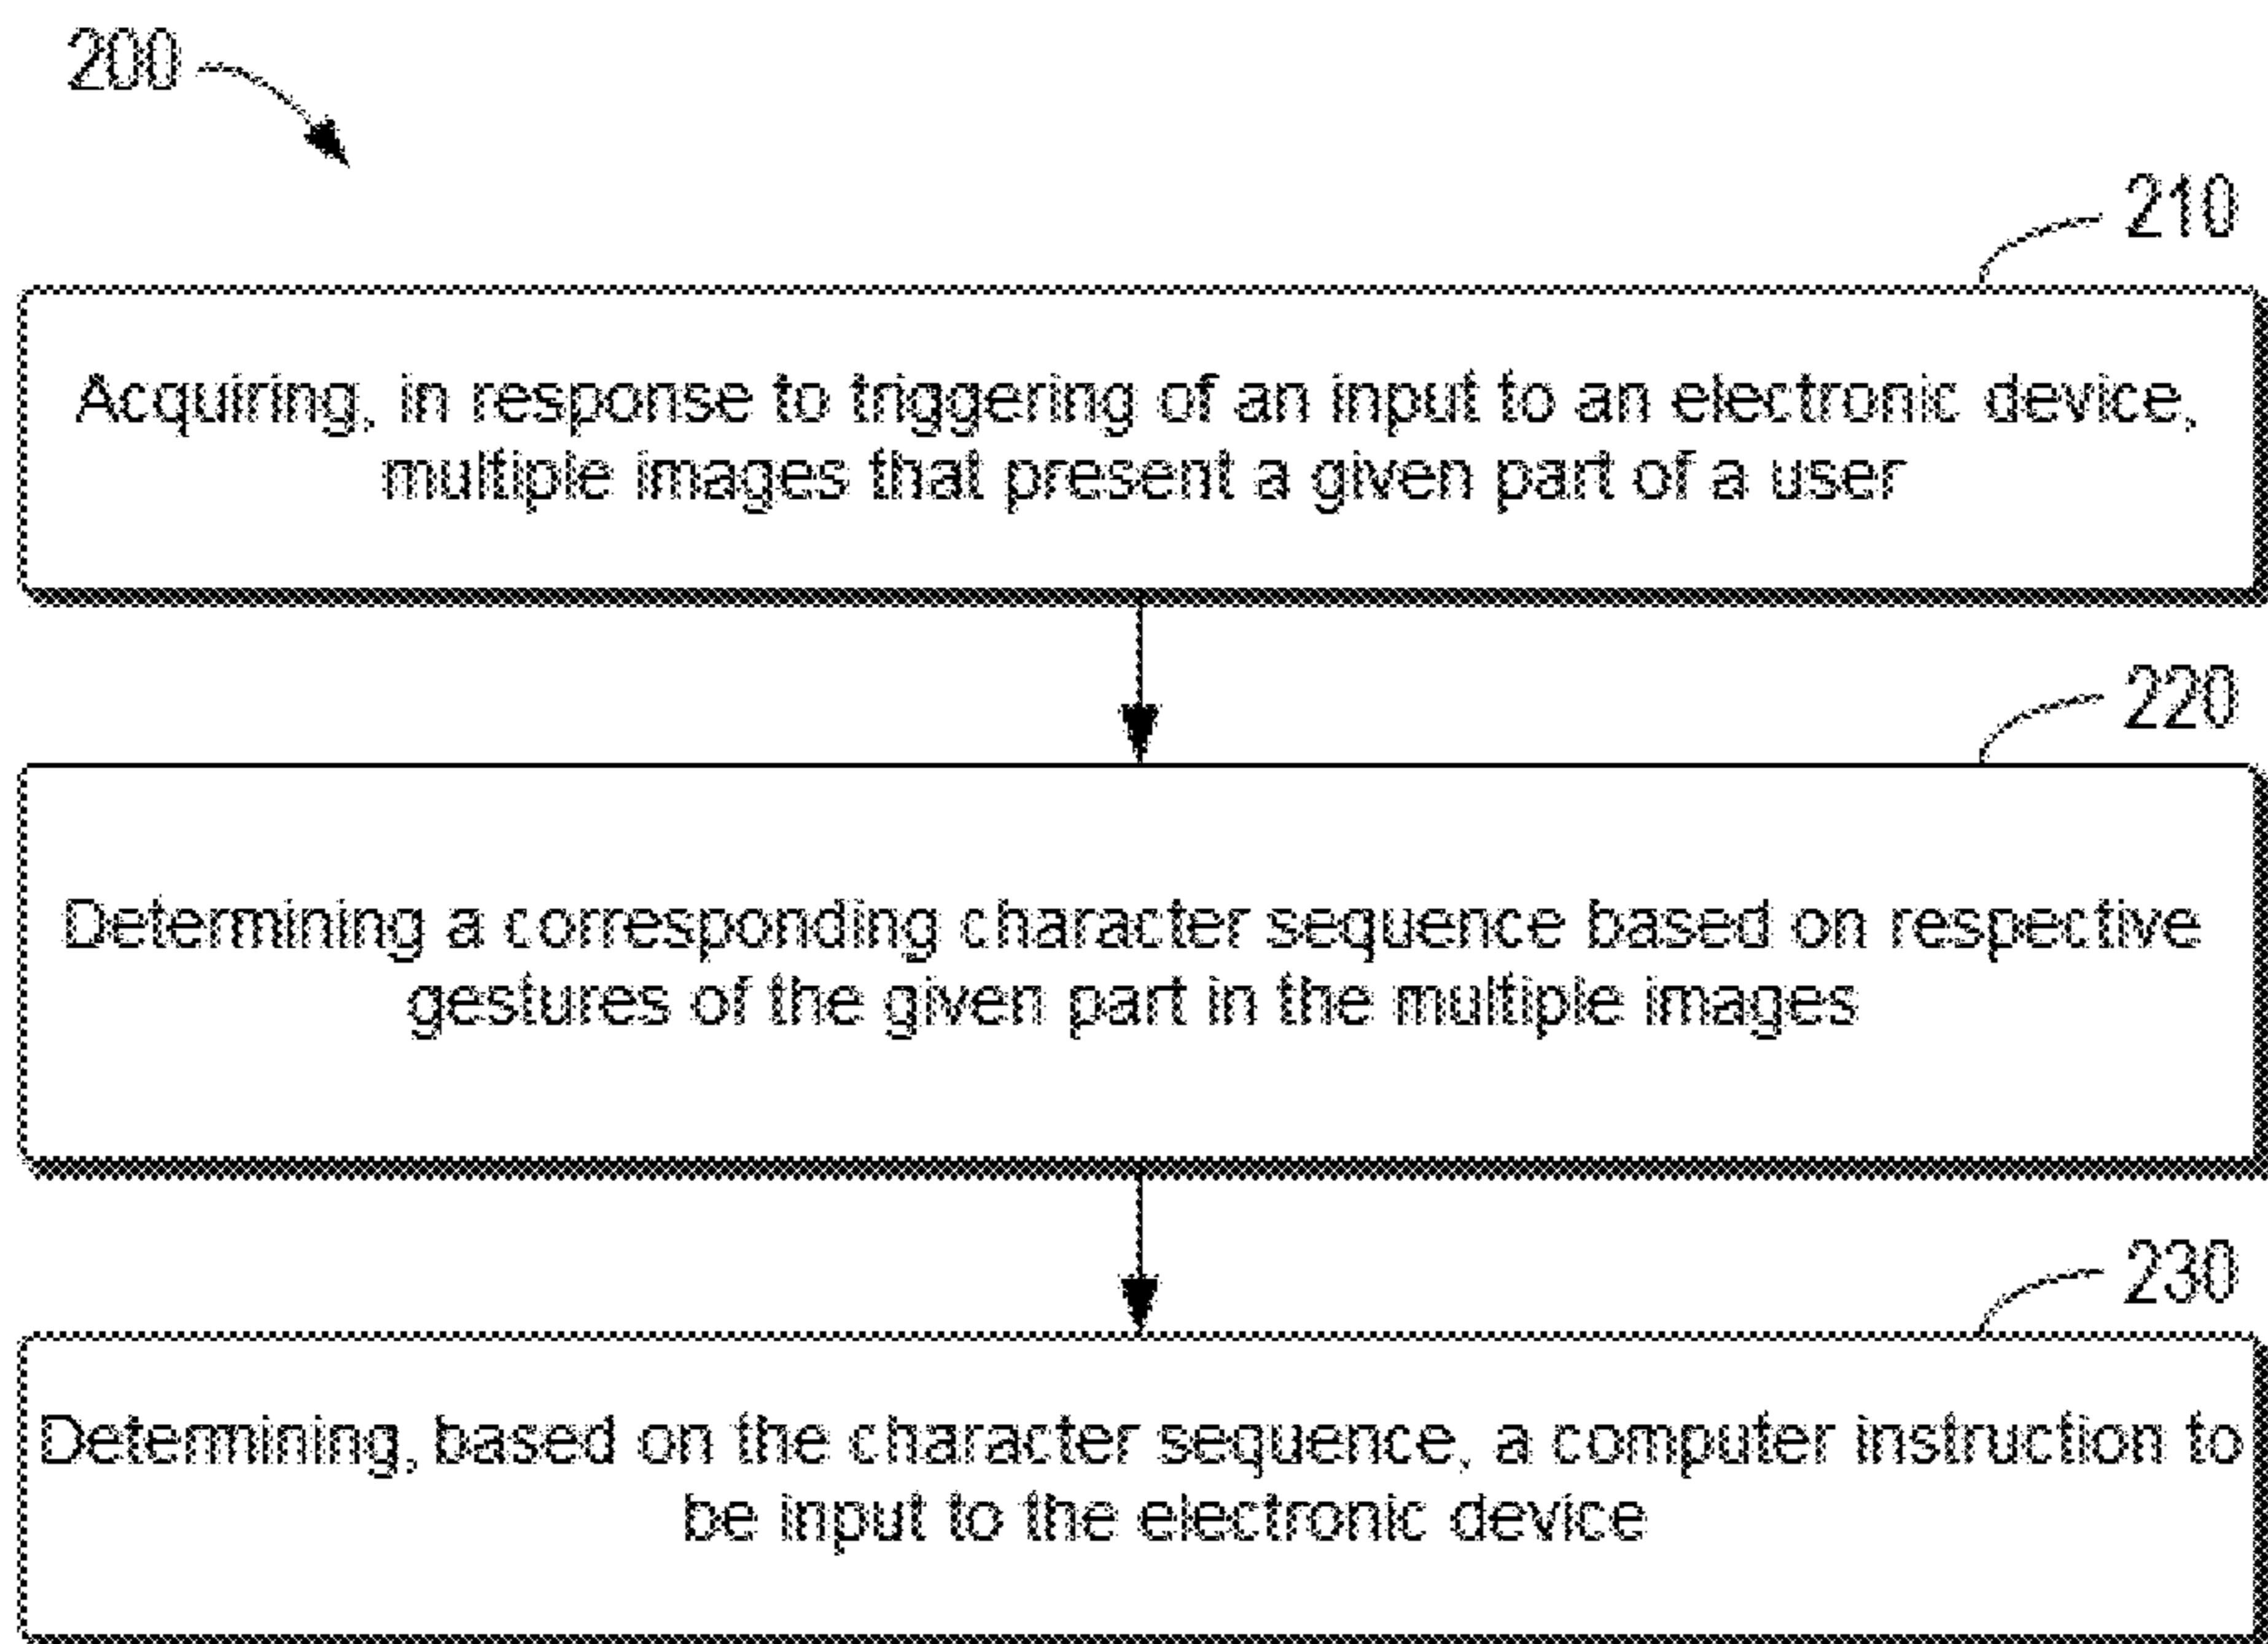 200
210
Acquiring, in response to triggering of an input to an electronic device,
multiple images that present a given part of a user
220
Determining a corresponding character sequence based on respective
gestures of the given part in the multiple images
230
Determining, based on the character sequence, a computer instruction to
be input to the electronic device